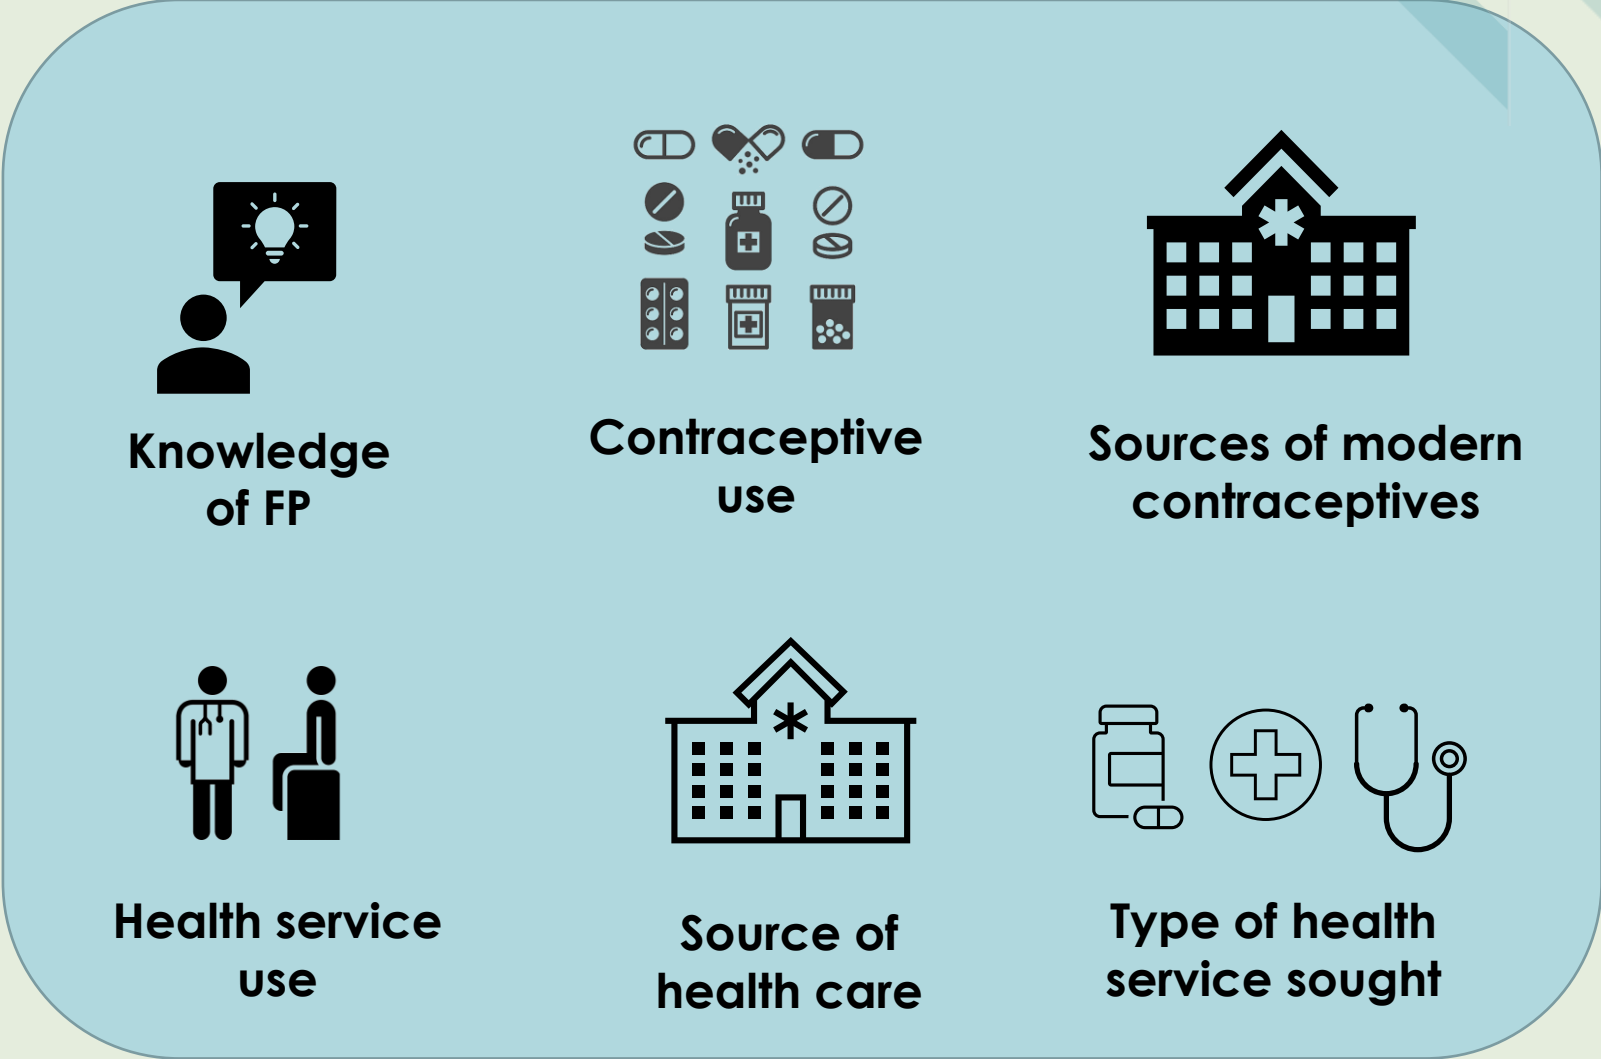 Knowledge
of FP
Contraceptive
use
Sources of modern
contraceptives
Health service
use
Source of
health care
Type of health
service sought